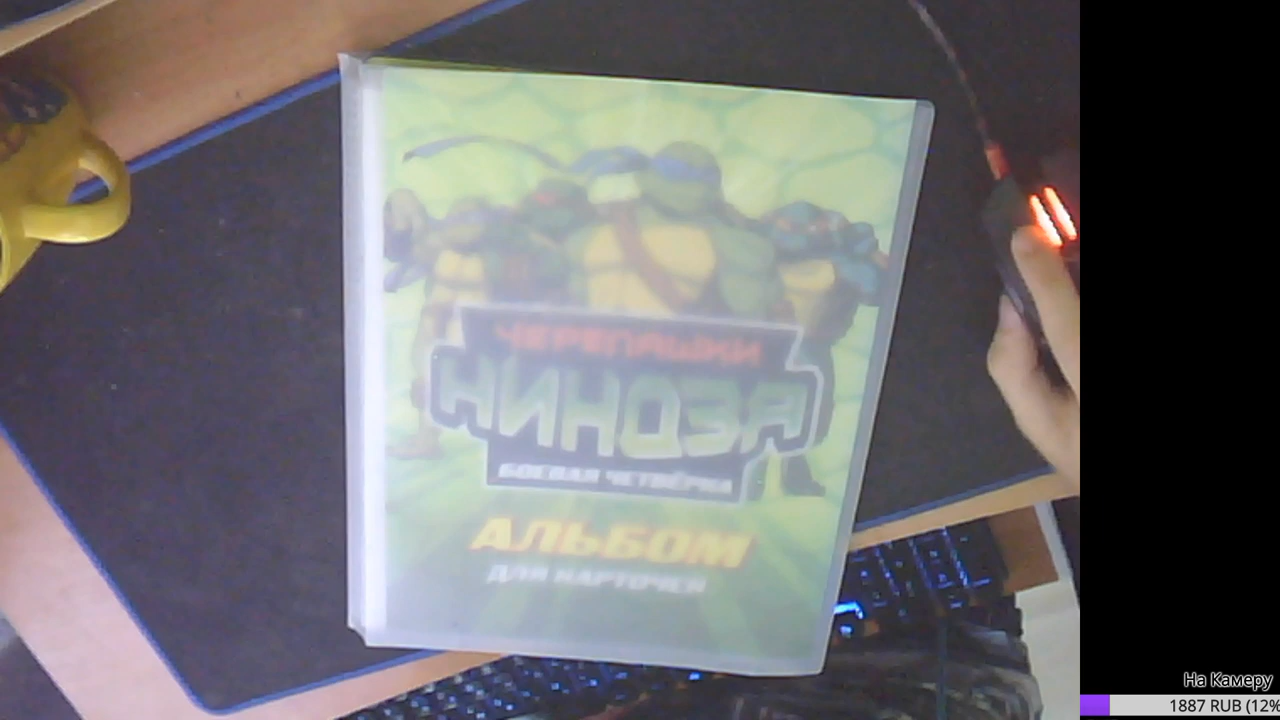 ЧЕРЕПАШКИ
НИНДЗЯ
БОЕВАЯ ЧЕТВЁРКА
АЛЬБОМ
ДЛЯ КАРТОЧЕК
На Камеру
1887 RUB (12%